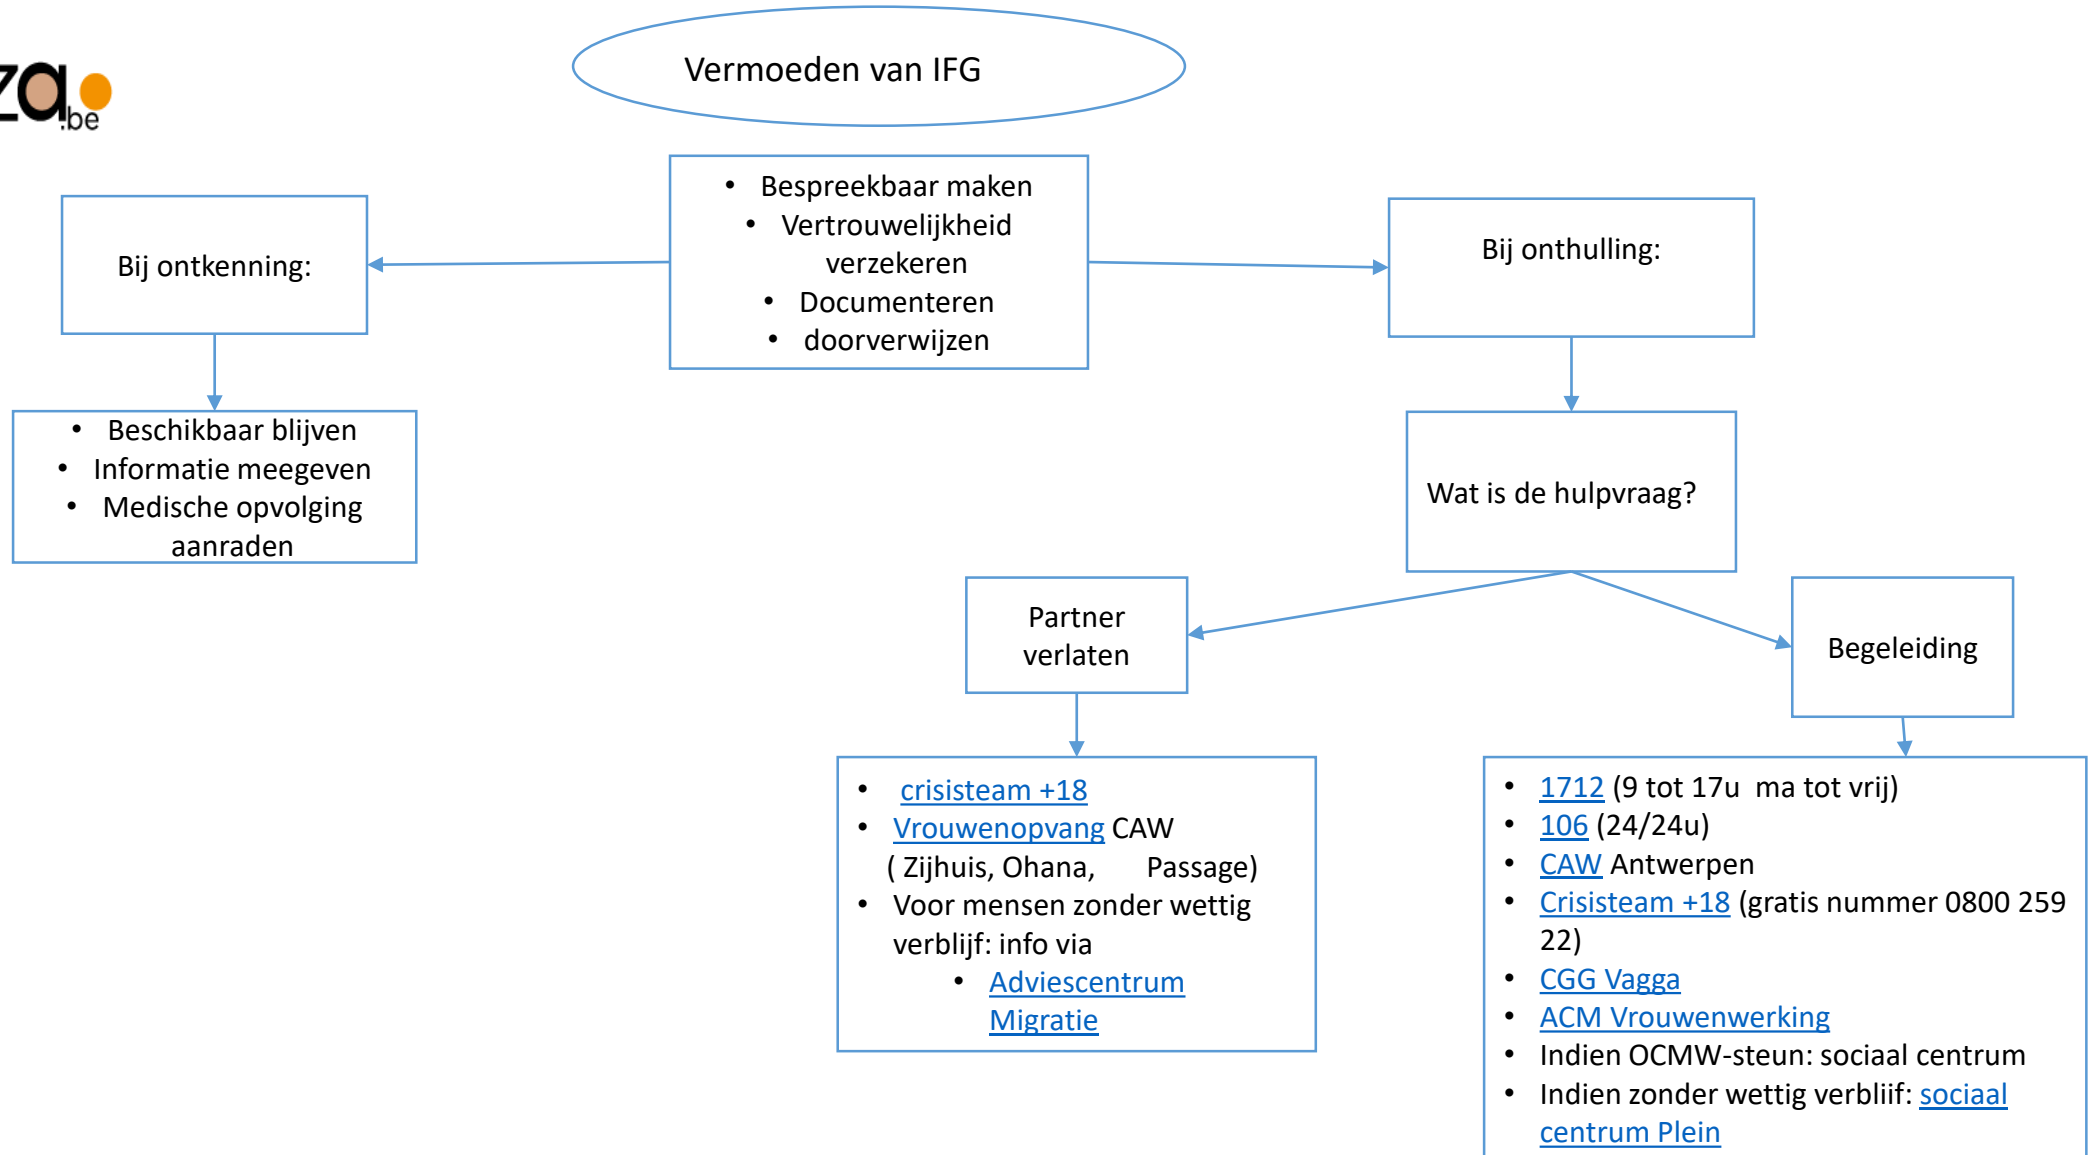 za
.be
Vermoeden van IFG
• Bespreekbaar maken
• Vertrouwelijkheid
verzekeren
• Documenteren
• doorverwijzen
Bij ontkenning:
• Beschikbaar blijven
• Informatie meegeven
• Medische opvolging
aanraden
Bij onthulling:
Wat is de hulpvraag?
Partner
verlaten
• crisisteam +18
• Vrouwenopvang CAW
( Zijhuis, Ohana, Passage)
• Voor mensen zonder wettig
verblijf: info via
• Adviescentrum
Migratie
Begeleiding
• 1712 (9 tot 17u ma tot vrij)
• 106 (24/24u)
• CAW Antwerpen
• Crisisteam +18 (gratis nummer 0800 259
22)
• CGG Vagga
• ACM Vrouwenwerking
• Indien OCMW-steun: sociaal centrum
• Indien zonder wettig verblijf: sociaal
centrum Plein